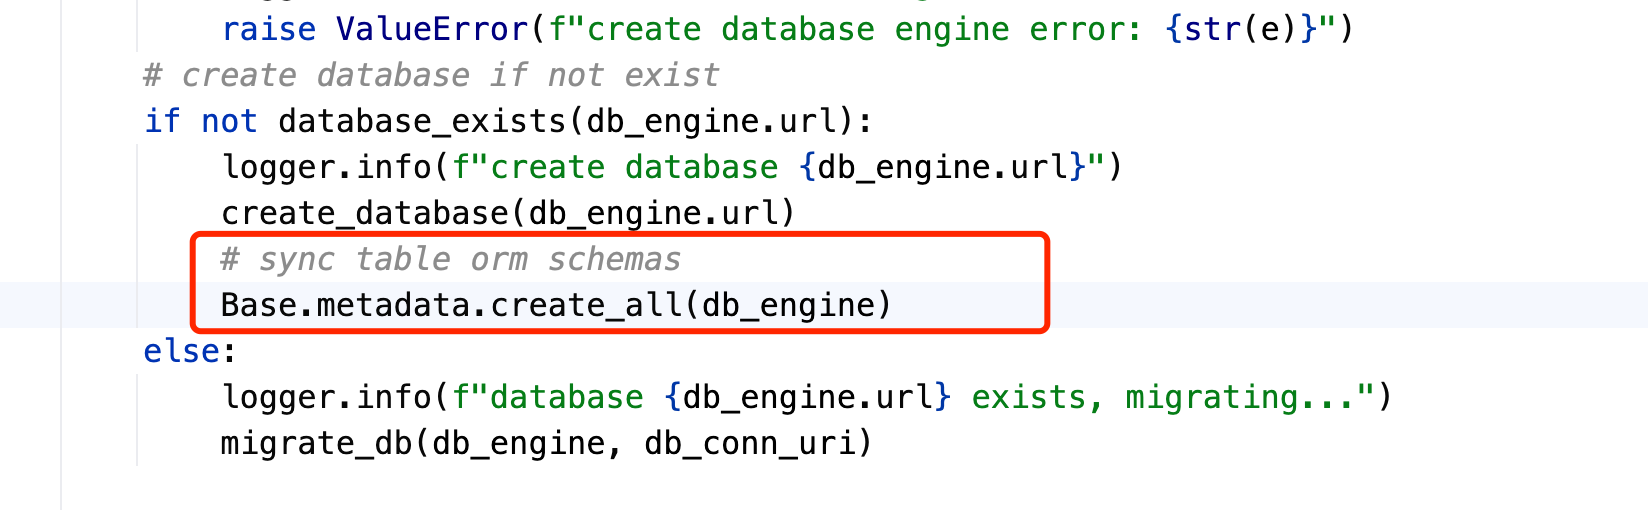 raise ValueError(f"create database engine error: {str(e)}")
# create database if not exist
if not database_exists(db_engine.url):
logger.info(f"create database {db_engine.url}")
create_database(db_engine.url)
# sync table orm schemas
Base.metadata.create_all(db_engine)
else:
logger.info(f"database {db_engine.url} exists, migrating...")
migrate_db(db_engine, db_conn_uri)